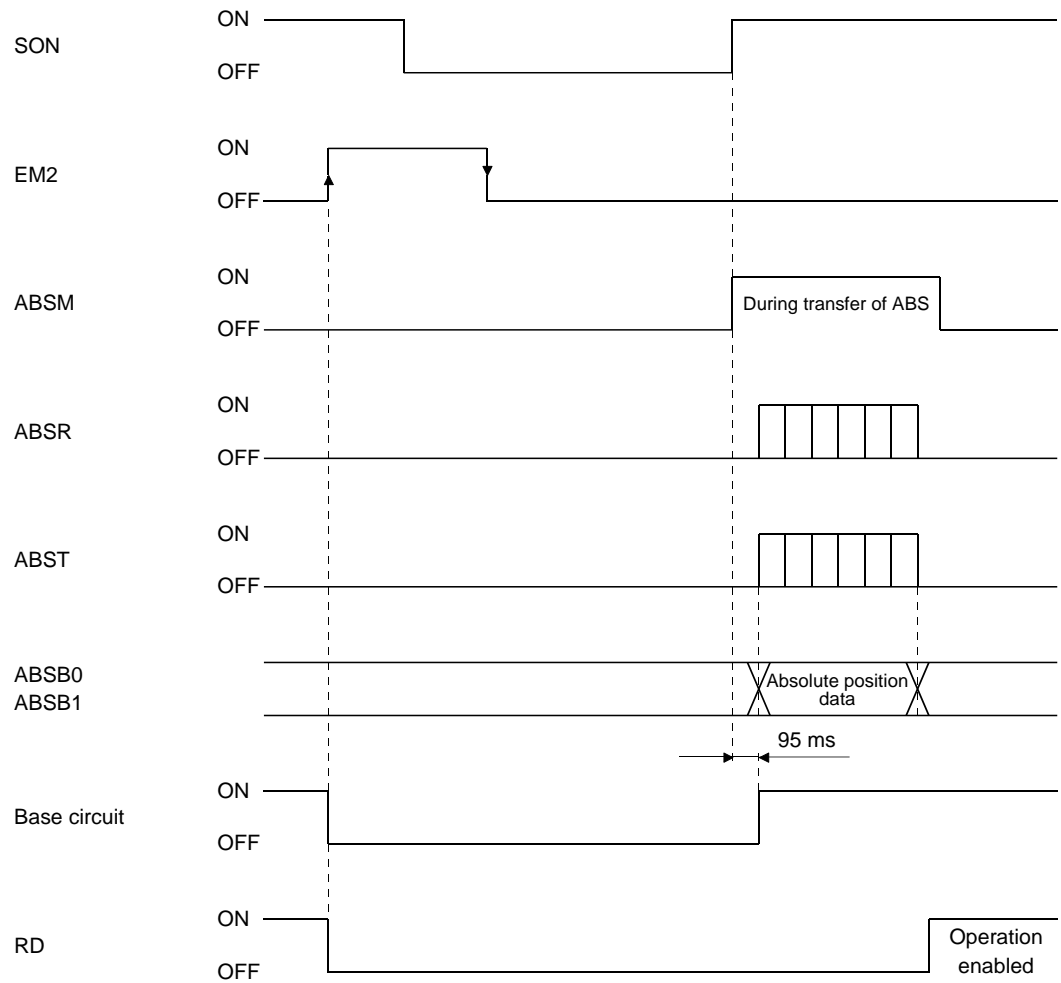 SON
ON
OFF
EM2
ON
OFF
ABSM
ON
OFF
During transfer of ABS
ABSR
ON
OFF
ABST
ON
OFF
ABSB0
ABSB1
Absolute position
data
95 ms
Base circuit
ON
OFF
RD
ON
OFF
Operation
enabled